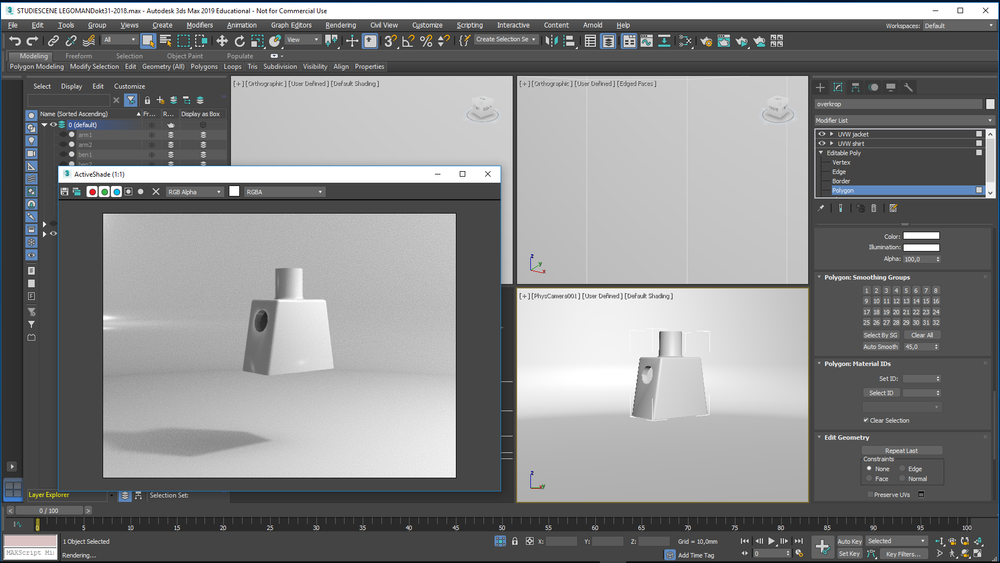 STUDIESCENE LEGOMANDokt31-2018.max - Autodesk 3ds Max 2019 Educational - Not for Commercial Use
File Edit Tools Group Views Create Modifiers Animation Graph Editors Rendering Civil View Customize Scripting Interactive Content Arnold Help
Workspaces: Default
All View Create Selection Se
Modeling Freeform Selection Object Paint Populate
Polygon Modeling Modify Selection Edit Geometry (All) Polygons Loops Tris Subdivision Visibility Align Properties
Select Display Edit Customize
Name (Sorted Ascending) Fr... R... Display as Box
0 (default)
arm1
arm2
ben1
ben2
[+] [Orthographic] [User Defined] [Default Shading]
[+] [Orthographic] [User Defined] [Edged Faces]
FRONT RIGHT
FRONT
z y x
ActiveShade (1:1)
RGB Alpha RGBA
[+] [PhysCamera001] [User Defined] [Default Shading]
z
overkrop
Modifier List
UVW jacket
UVW shirt
Editable Poly
Vertex
Edge
Border
Polygon
Color:
Illumination:
Alpha: 100,0
Polygon: Smoothing Groups
1 2 3 4 5 6 7 8
9 10 11 12 13 14 15 16
17 18 19 20 21 22 23 24
25 26 27 28 29 30 31 32
Select By SG Clear All
Auto Smooth 45,0
Polygon: Material IDs
Set ID:
Select ID
Clear Selection
Edit Geometry
Repeat Last
Constraints
None Edge
Face Normal
Preserve UVs
Layer Explorer Selection Set:
< 0 / 100 >
0 5 10 15 20 25 30 35 40 45 50 55 60 65 70 75 80 85 90 95 100
1 Object Selected X: Y: Z: Grid = 10,0mm Auto Key Selected
MAXScript Mi Rendering... Add Time Tag 0 Set Key Key Filters...